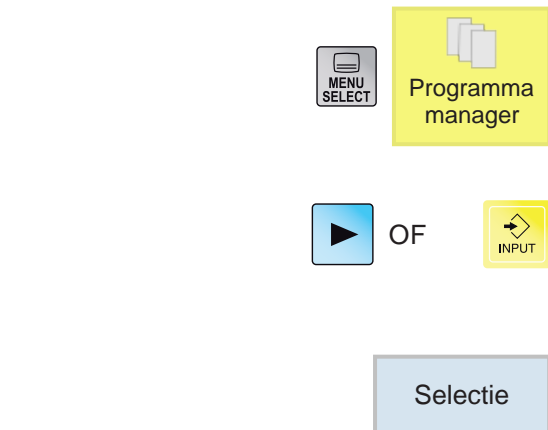 MENU
SELECT
Programma
manager
OF
INPUT
Selectie